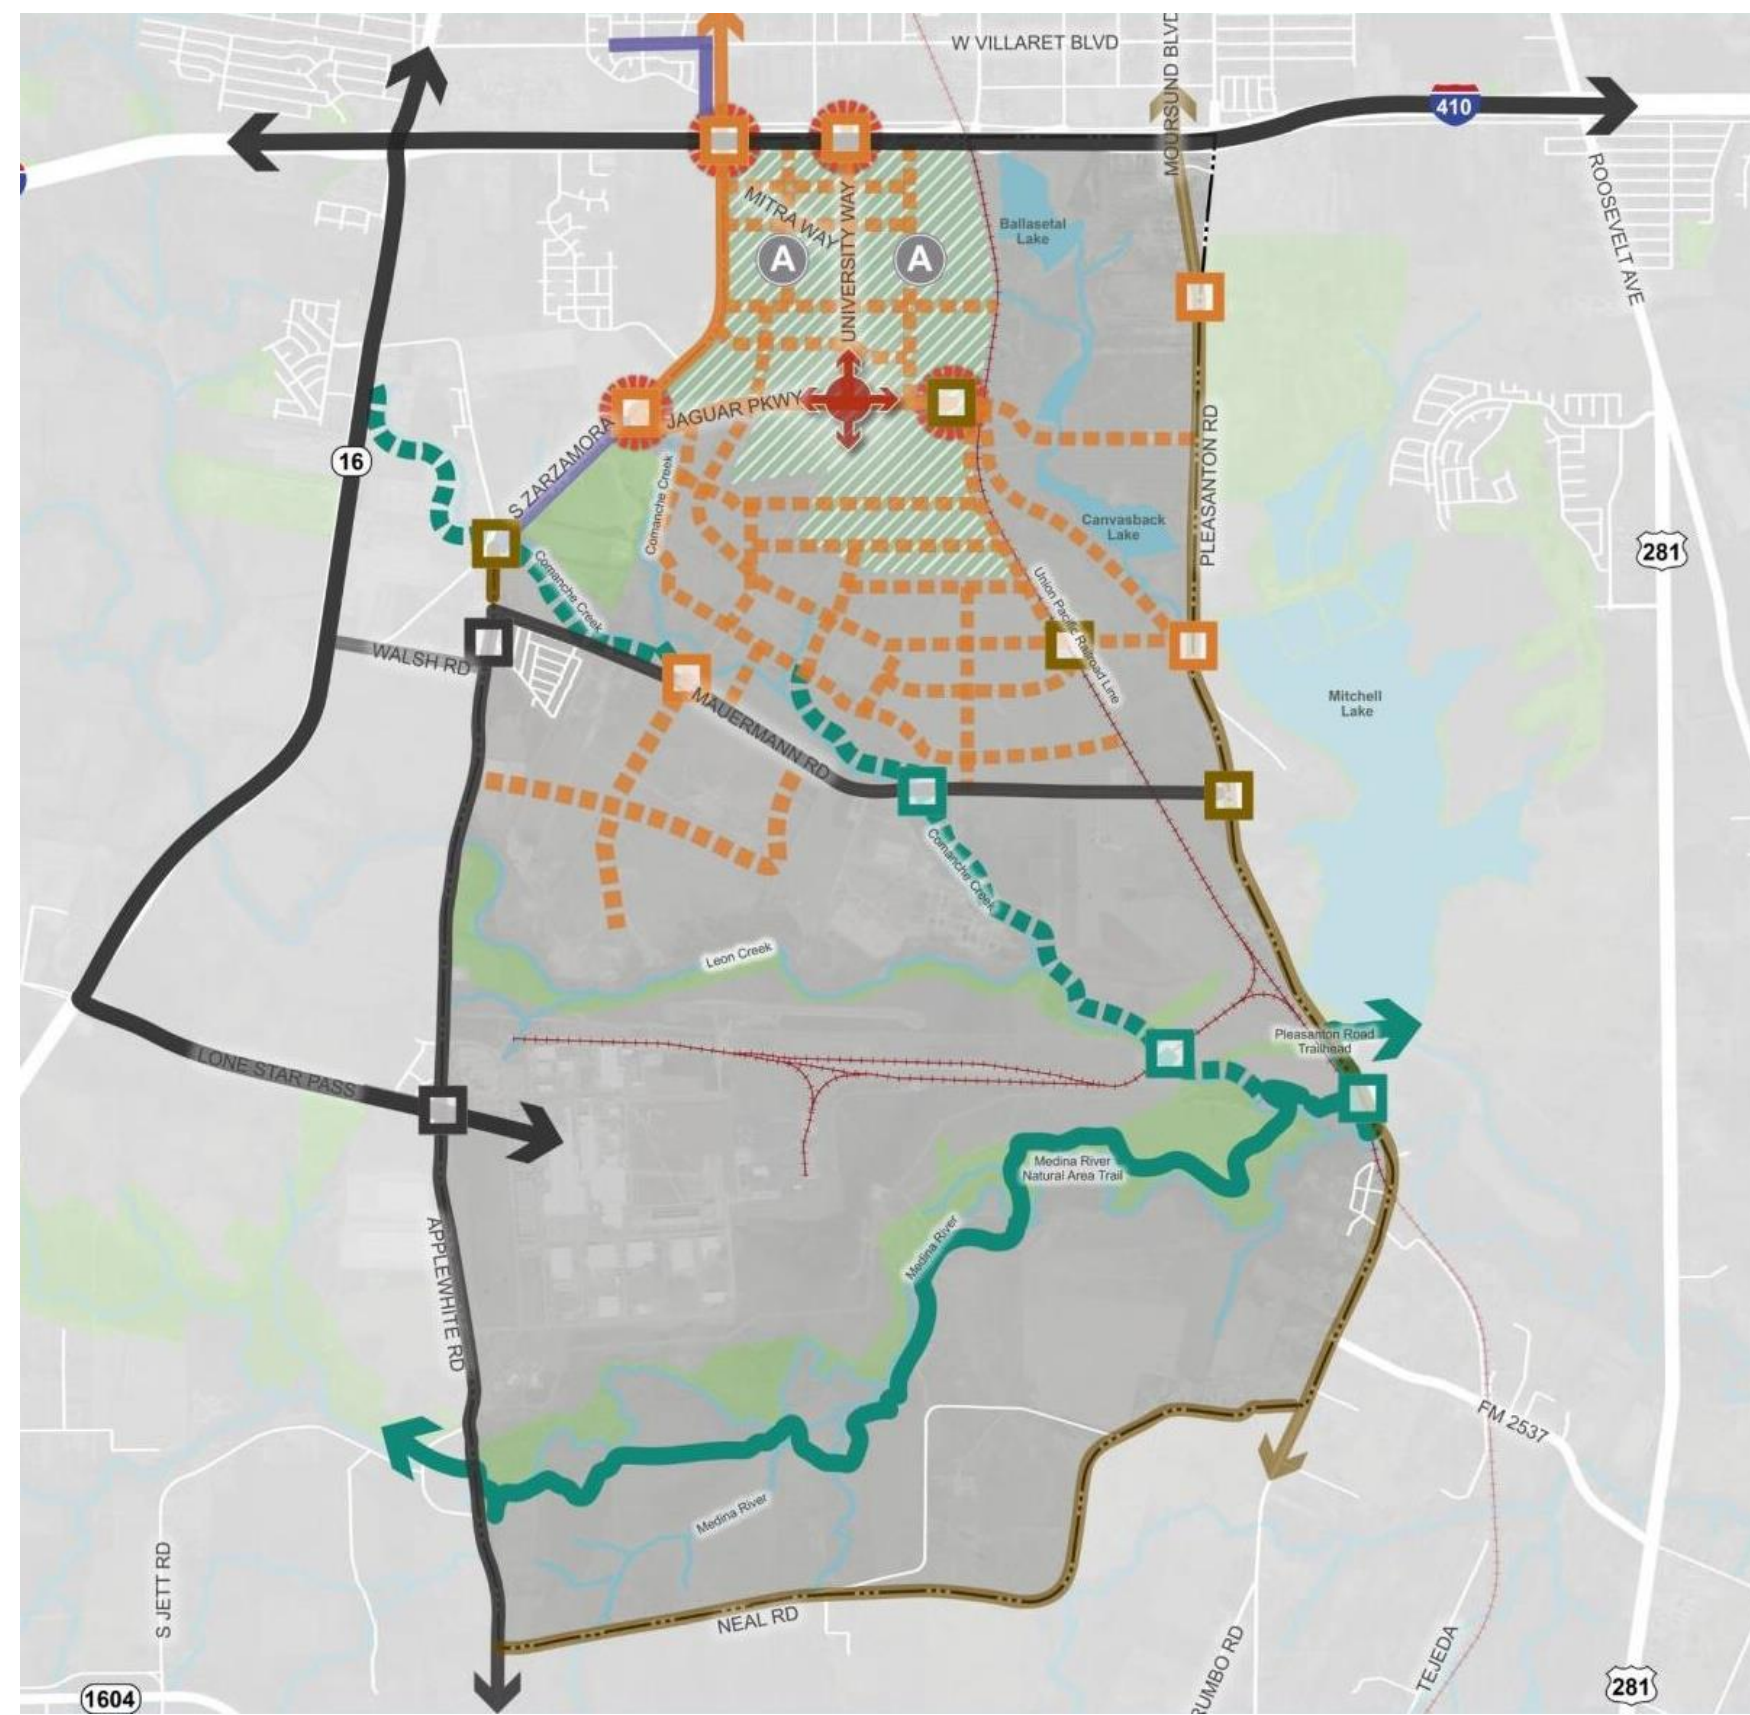 W VILLARET BLVD
MOORSUND BLVD
410
ROOSEVELT AVE
MITRA WAY
UNIVERSITY WAY
A
A
Ballasetal
Lake
JAGUAR PKWY
S ZARZAMORA
16
PLEASANTON RD
Comanche Creek
Canvasback
Lake
281
Comanche Creek
Union Pacific Railroad Line
WALSH RD
Mitchell
Lake
MAUERMANN RD
Comanche Creek
Leon Creek
Pleasanton Road
Trailhead
LONE STAR PASS
Medina River
Natural Area Trail
Medina River
APPLEWHITE RD
FM 2537
Medina River
S JETT RD
NEAL RD
RUMBO RD
TEJEDA
1604
281